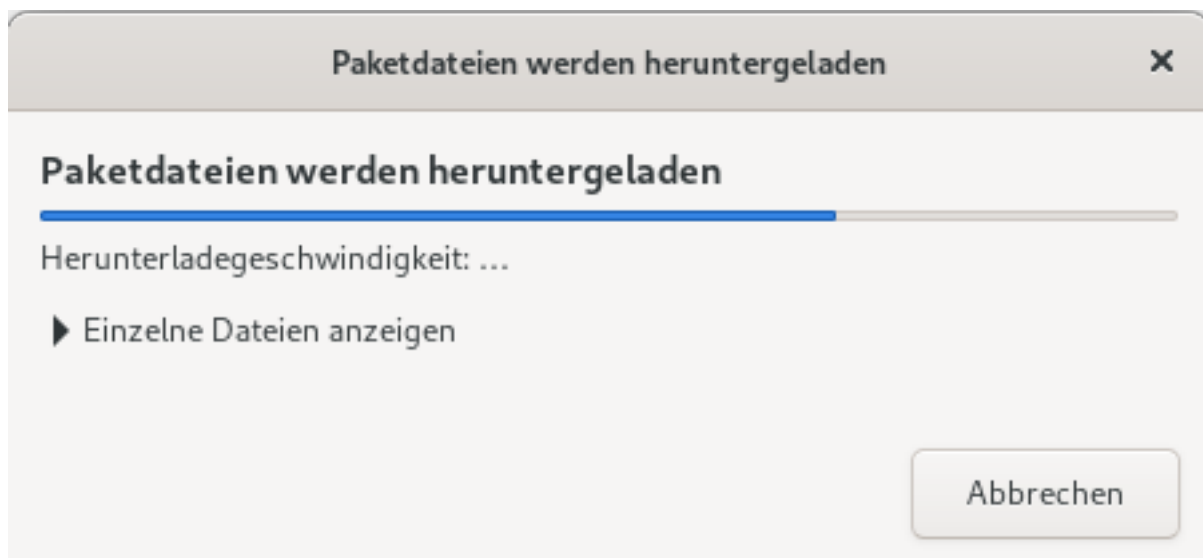 Paketdateien werden heruntergeladen
Paketdateien werden heruntergeladen
Herunterladegeschwindigkeit: ...
Einzelne Dateien anzeigen
Abbrechen